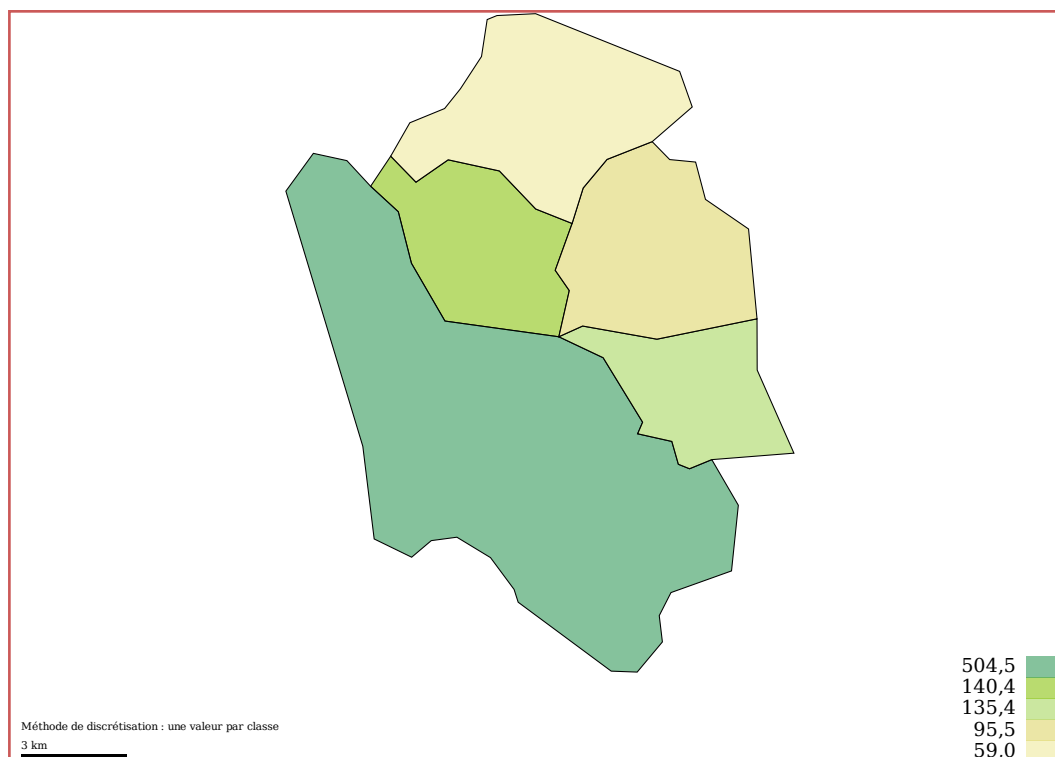 504,5
140,4
135,4
95,5
59,0
Méthode de discrétisation : une valeur par classe
3 km